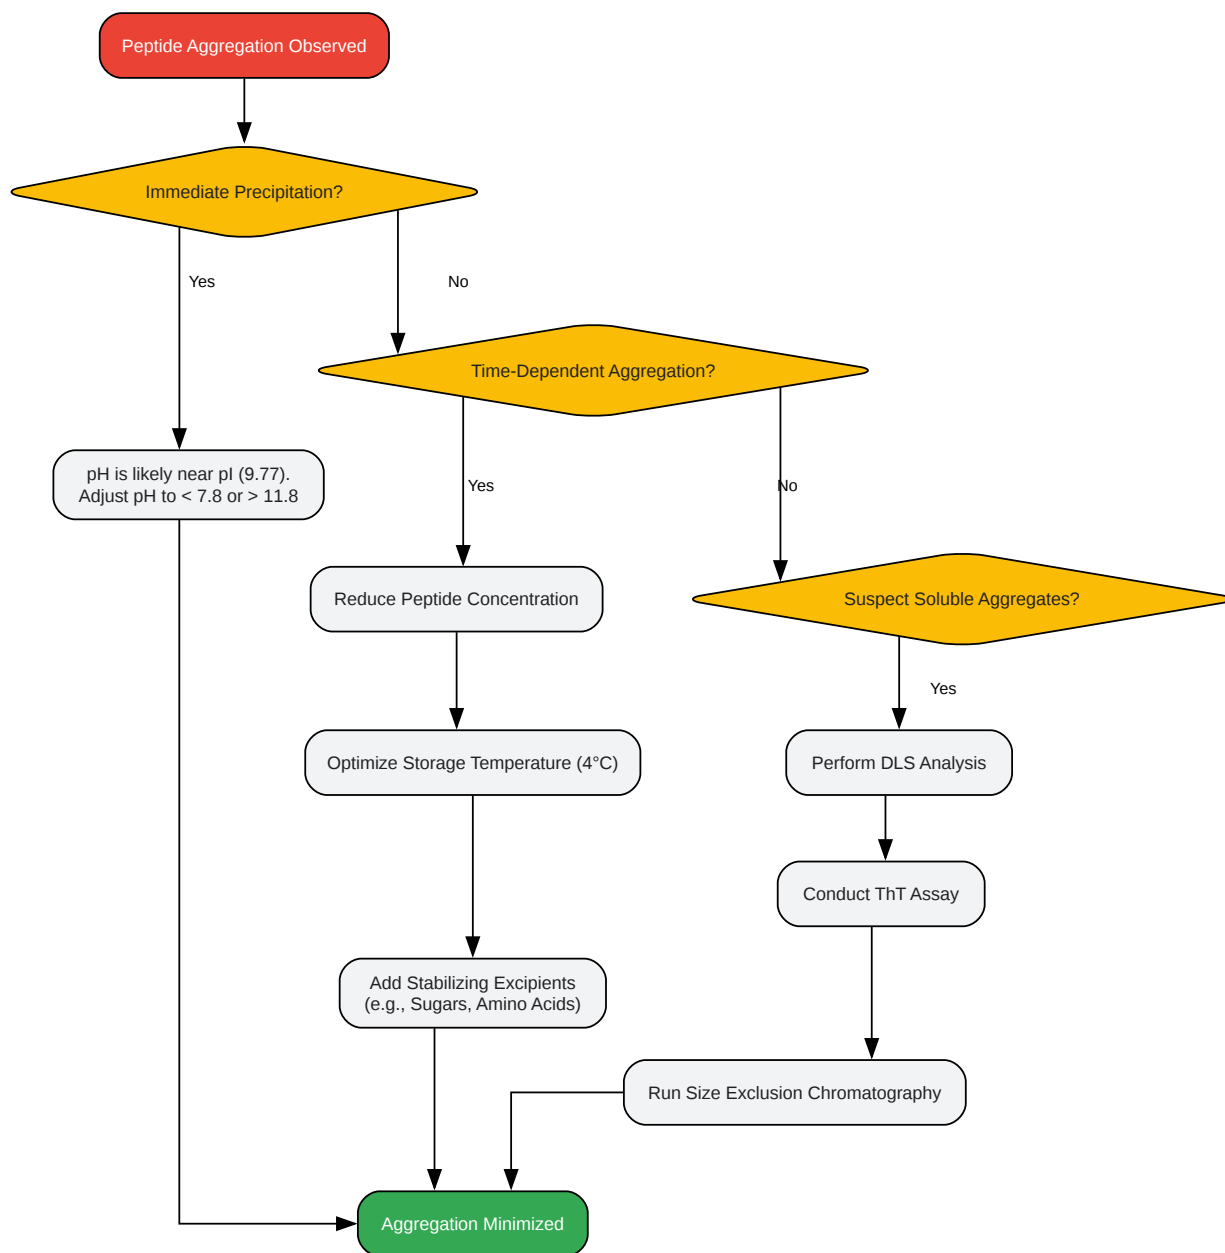 Peptide Aggregation Observed
Immediate Precipitation?
Yes
No
Time-Dependent Aggregation?
pH is likely near pI (9.77).
Adjust pH to < 7.8 or > 11.8
Yes
No
Reduce Peptide Concentration
Suspect Soluble Aggregates?
Yes
Optimize Storage Temperature (4°C)
Perform DLS Analysis
Conduct ThT Assay
Add Stabilizing Excipients
(e.g., Sugars, Amino Acids)
Run Size Exclusion Chromatography
Aggregation Minimized